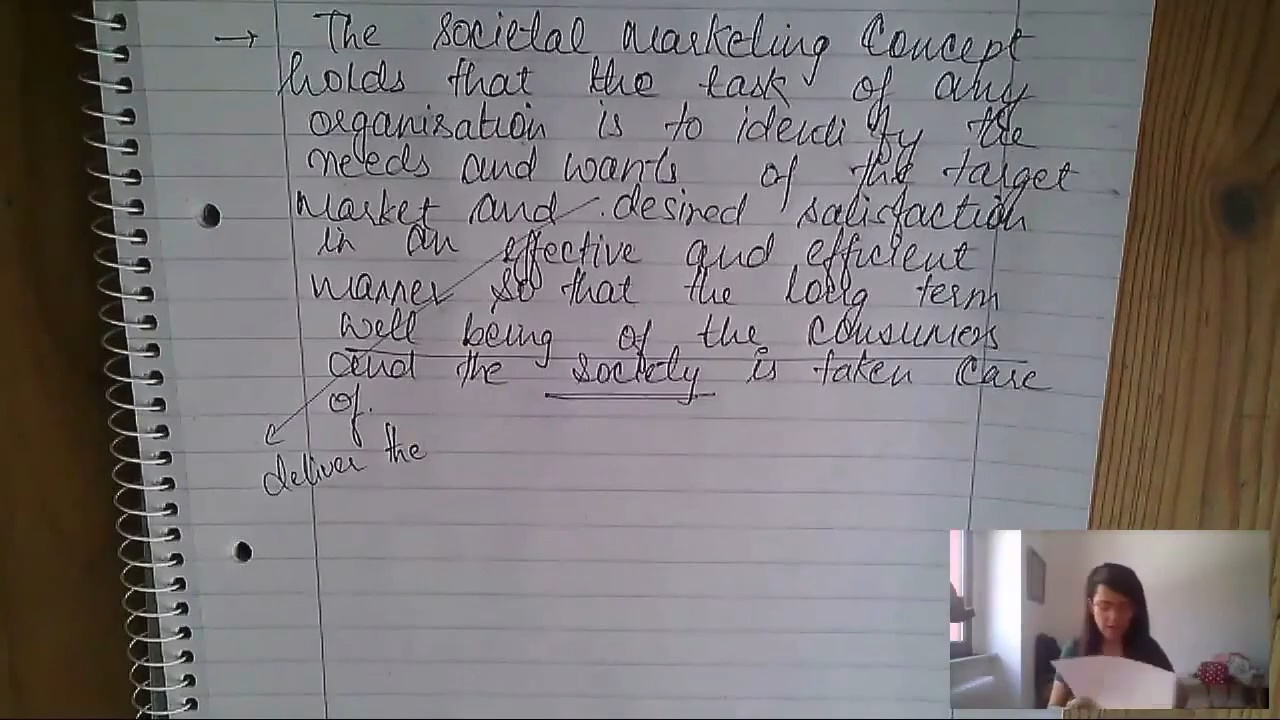 → The societal marketing concept
holds that the task of any
organisation is to identify the
needs and wants of the target
market and desired satisfaction
in an effective and efficient
manner so that the long term
well being of the consumers
and the society is taken care
of.
deliver the